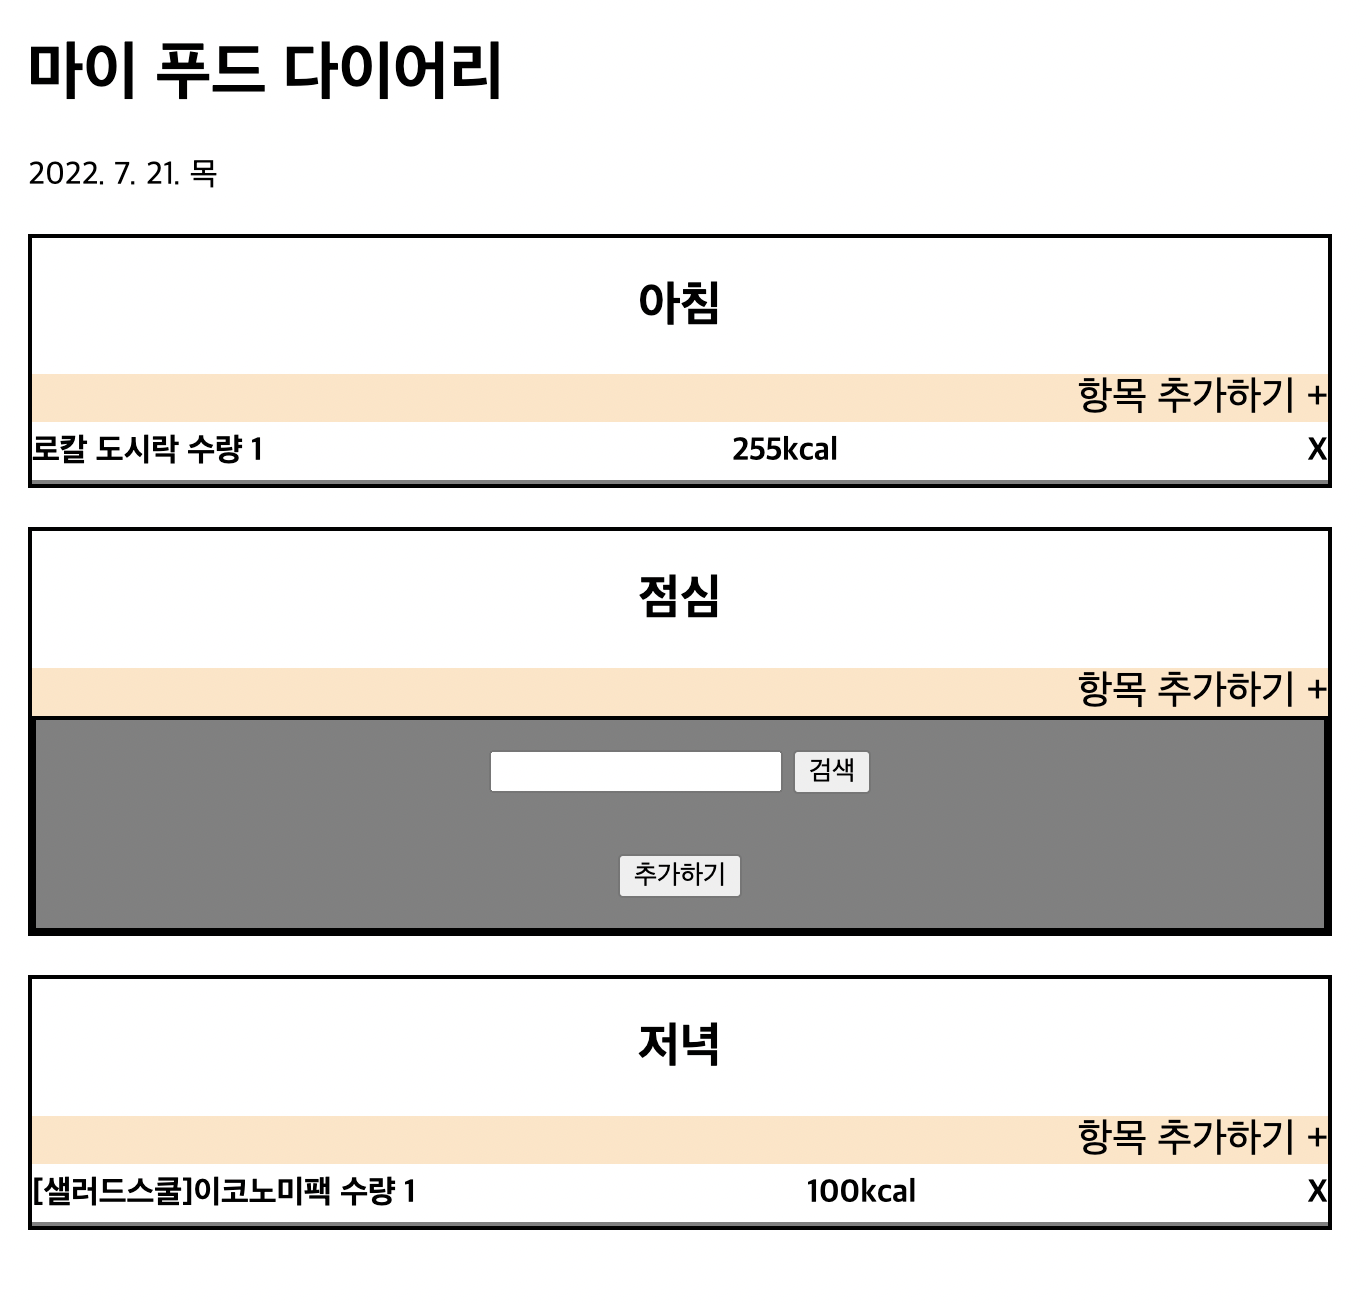 마이 푸드 다이어리
2022. 7. 21. 목
아침
항목 추가하기 +
로칼 도시락 수량 1 255kcal X
점심
항목 추가하기 +
검색
추가하기
저녁
항목 추가하기 +
[샐러드스쿨]이코노미팩 수량 1 100kcal X